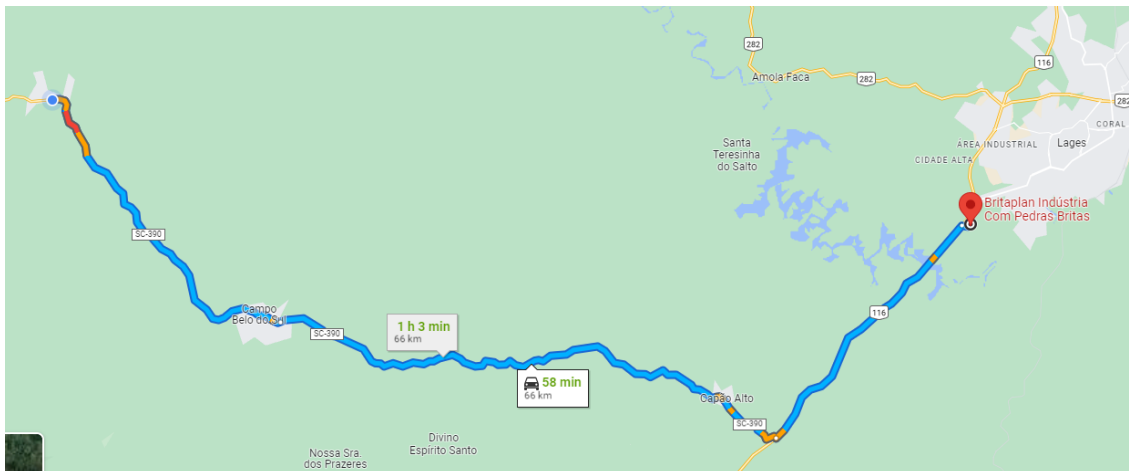 282
116
Amola Faca
282
282
CORAL
ÁREA INDUSTRIAL
Lages
CIDADE ALTA
Santa
Teresinha
do Salto
Britaplan Indústria
Com Pedras Britas
SC-390
Campo
Belo do Sul
SC-390
1 h 3 min
66 km
116
58 min
66 km
Capão Alto
SC-390
Divino
Espírito Santo
Nossa Sra.
dos Prazeres